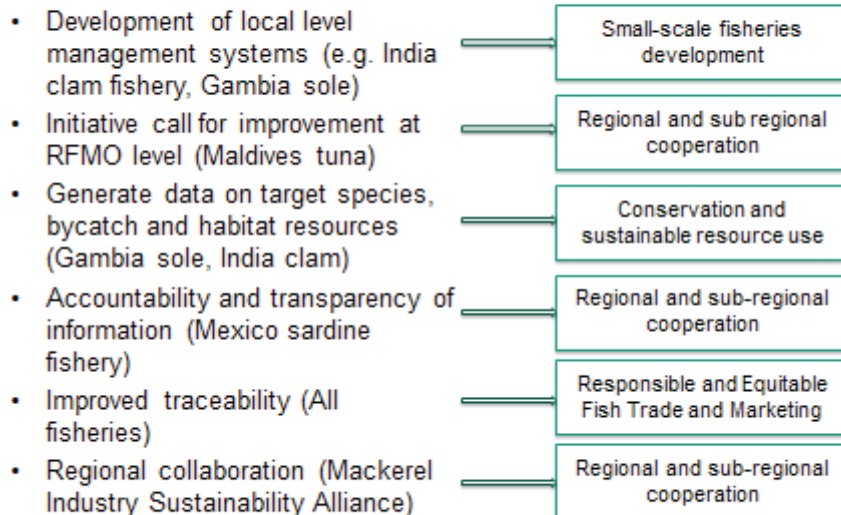 • Development of local level
management systems (e.g. India
clam fishery, Gambia sole)
Small-scale fisheries
development
• Initiative call for improvement at
RFMO level (Maldives tuna)
Regional and sub regional
cooperation
• Generate data on target species,
bycatch and habitat resources
(Gambia sole, India clam)
Conservation and
sustainable resource use
• Accountability and transparency of
information (Mexico sardine
fishery)
Regional and sub-regional
cooperation
• Improved traceability (All
fisheries)
Responsible and Equitable
Fish Trade and Marketing
• Regional collaboration (Mackerel
Industry Sustainability Alliance)
Regional and sub-regional
cooperation